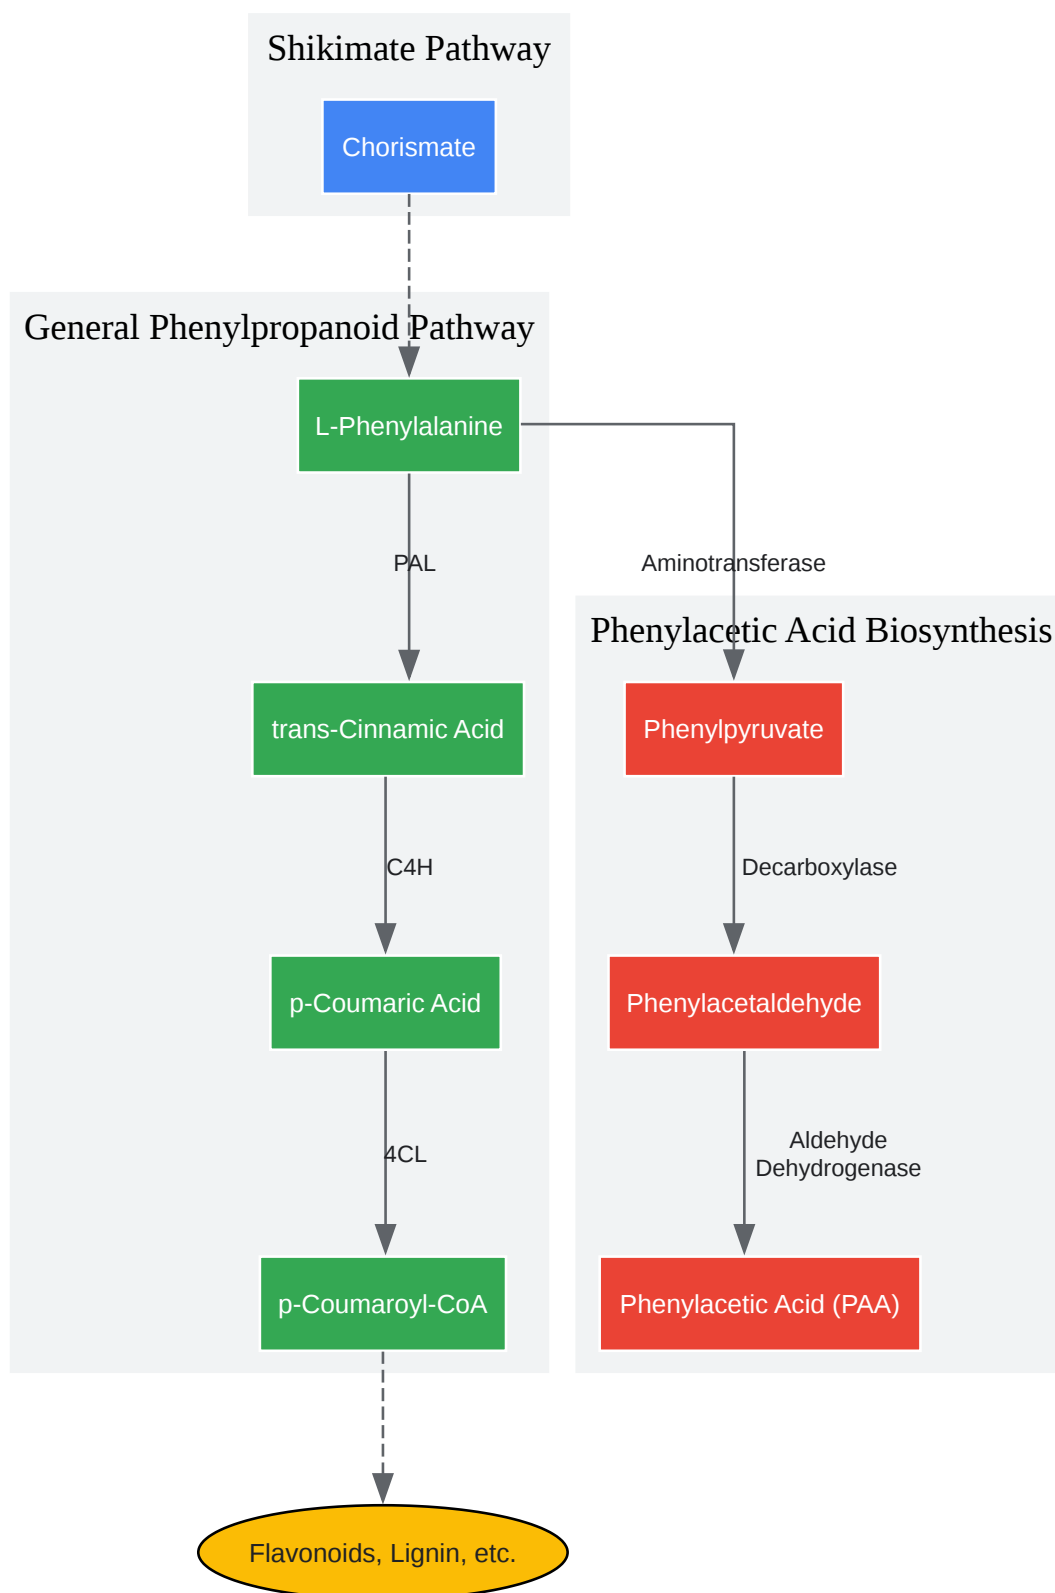 Shikimate Pathway
Chorismate
General Phenylpropanoid Pathway
L-Phenylalanine
PAL
Aminotransferase
Phenylacetic Acid Biosynthesis
trans-Cinnamic Acid
Phenylpyruvate
C4H
Decarboxylase
p-Coumaric Acid
Phenylacetaldehyde
4CL
Aldehyde
Dehydrogenase
p-Coumaroyl-CoA
Phenylacetic Acid (PAA)
Flavonoids, Lignin, etc.